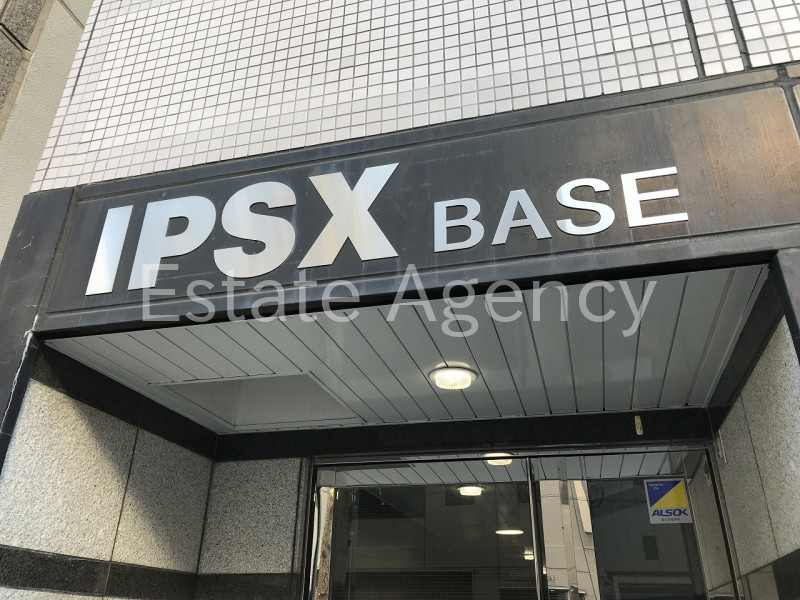 IPSX BASE
Estate Agency
ALSOK